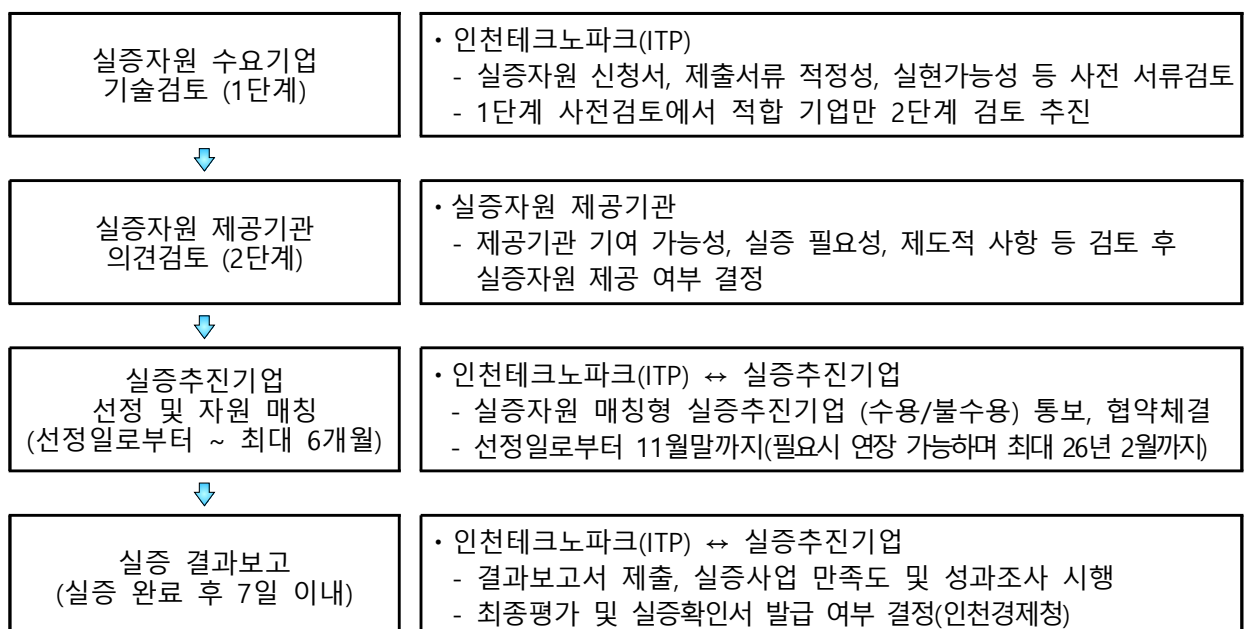 실증자원 수요기업
기술검토 (1단계)
· 인천테크노파크(ITP)
- 실증자원 신청서, 제출서류 적정성, 실현가능성 등 사전 서류검토
- 1단계 사전검토에서 적합 기업만 2단계 검토 추진
실증자원 제공기관
의견검토 (2단계)
· 실증자원 제공기관
- 제공기관 기여 가능성, 실증 필요성, 제도적 사항 등 검토 후
실증자원 제공 여부 결정
실증추진기업
선정 및 자원 매칭
(선정일로부터 ~ 최대 6개월)
· 인천테크노파크(ITP) ↔ 실증추진기업
- 실증자원 매칭형 실증추진기업 (수용/불수용) 통보, 협약체결
- 선정일로부터 11월말까지(필요시 연장 가능하며 최대 26년 2월까지)
실증 결과보고
(실증 완료 후 7일 이내)
· 인천테크노파크(ITP) ↔ 실증추진기업
- 결과보고서 제출, 실증사업 만족도 및 성과조사 시행
- 최종평가 및 실증확인서 발급 여부 결정(인천경제청)